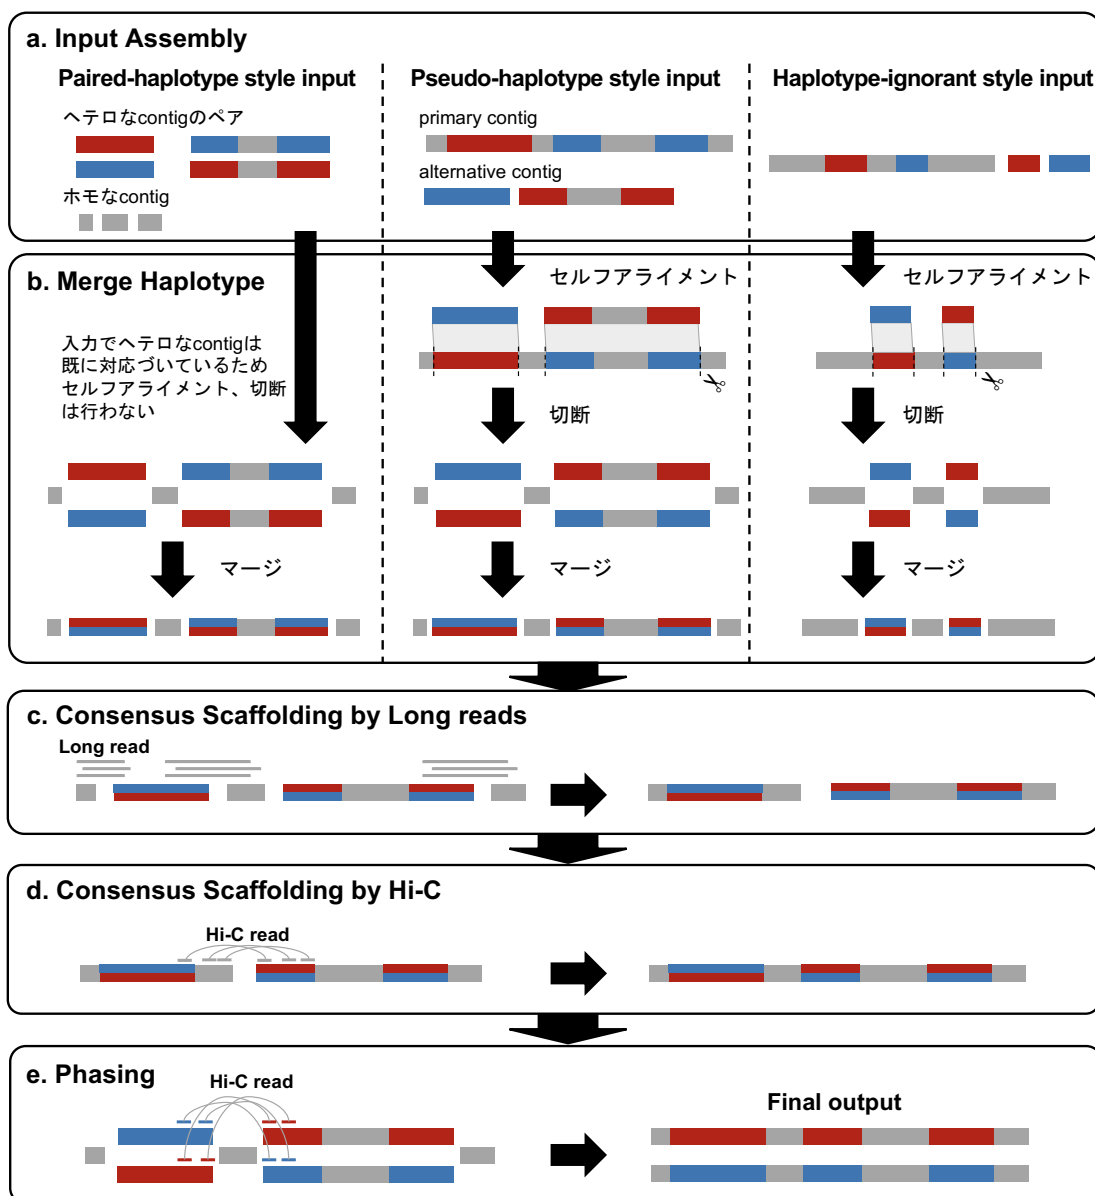 a. Input Assembly
Paired-haplotype style input
Pseudo-haplotype style input
Haplotype-ignorant style input
ヘテロなcontigのペア
ホモなcontig
primary contig
alternative contig
b. Merge Haplotype
入力でヘテロなcontigは
既に対応づいているため
セルフアライメント、切断
は行わない
セルフアライメント
セルフアライメント
切断
切断
マージ
マージ
マージ
c. Consensus Scaffolding by Long reads
Long read
d. Consensus Scaffolding by Hi-C
Hi-C read
e. Phasing
Hi-C read
Final output